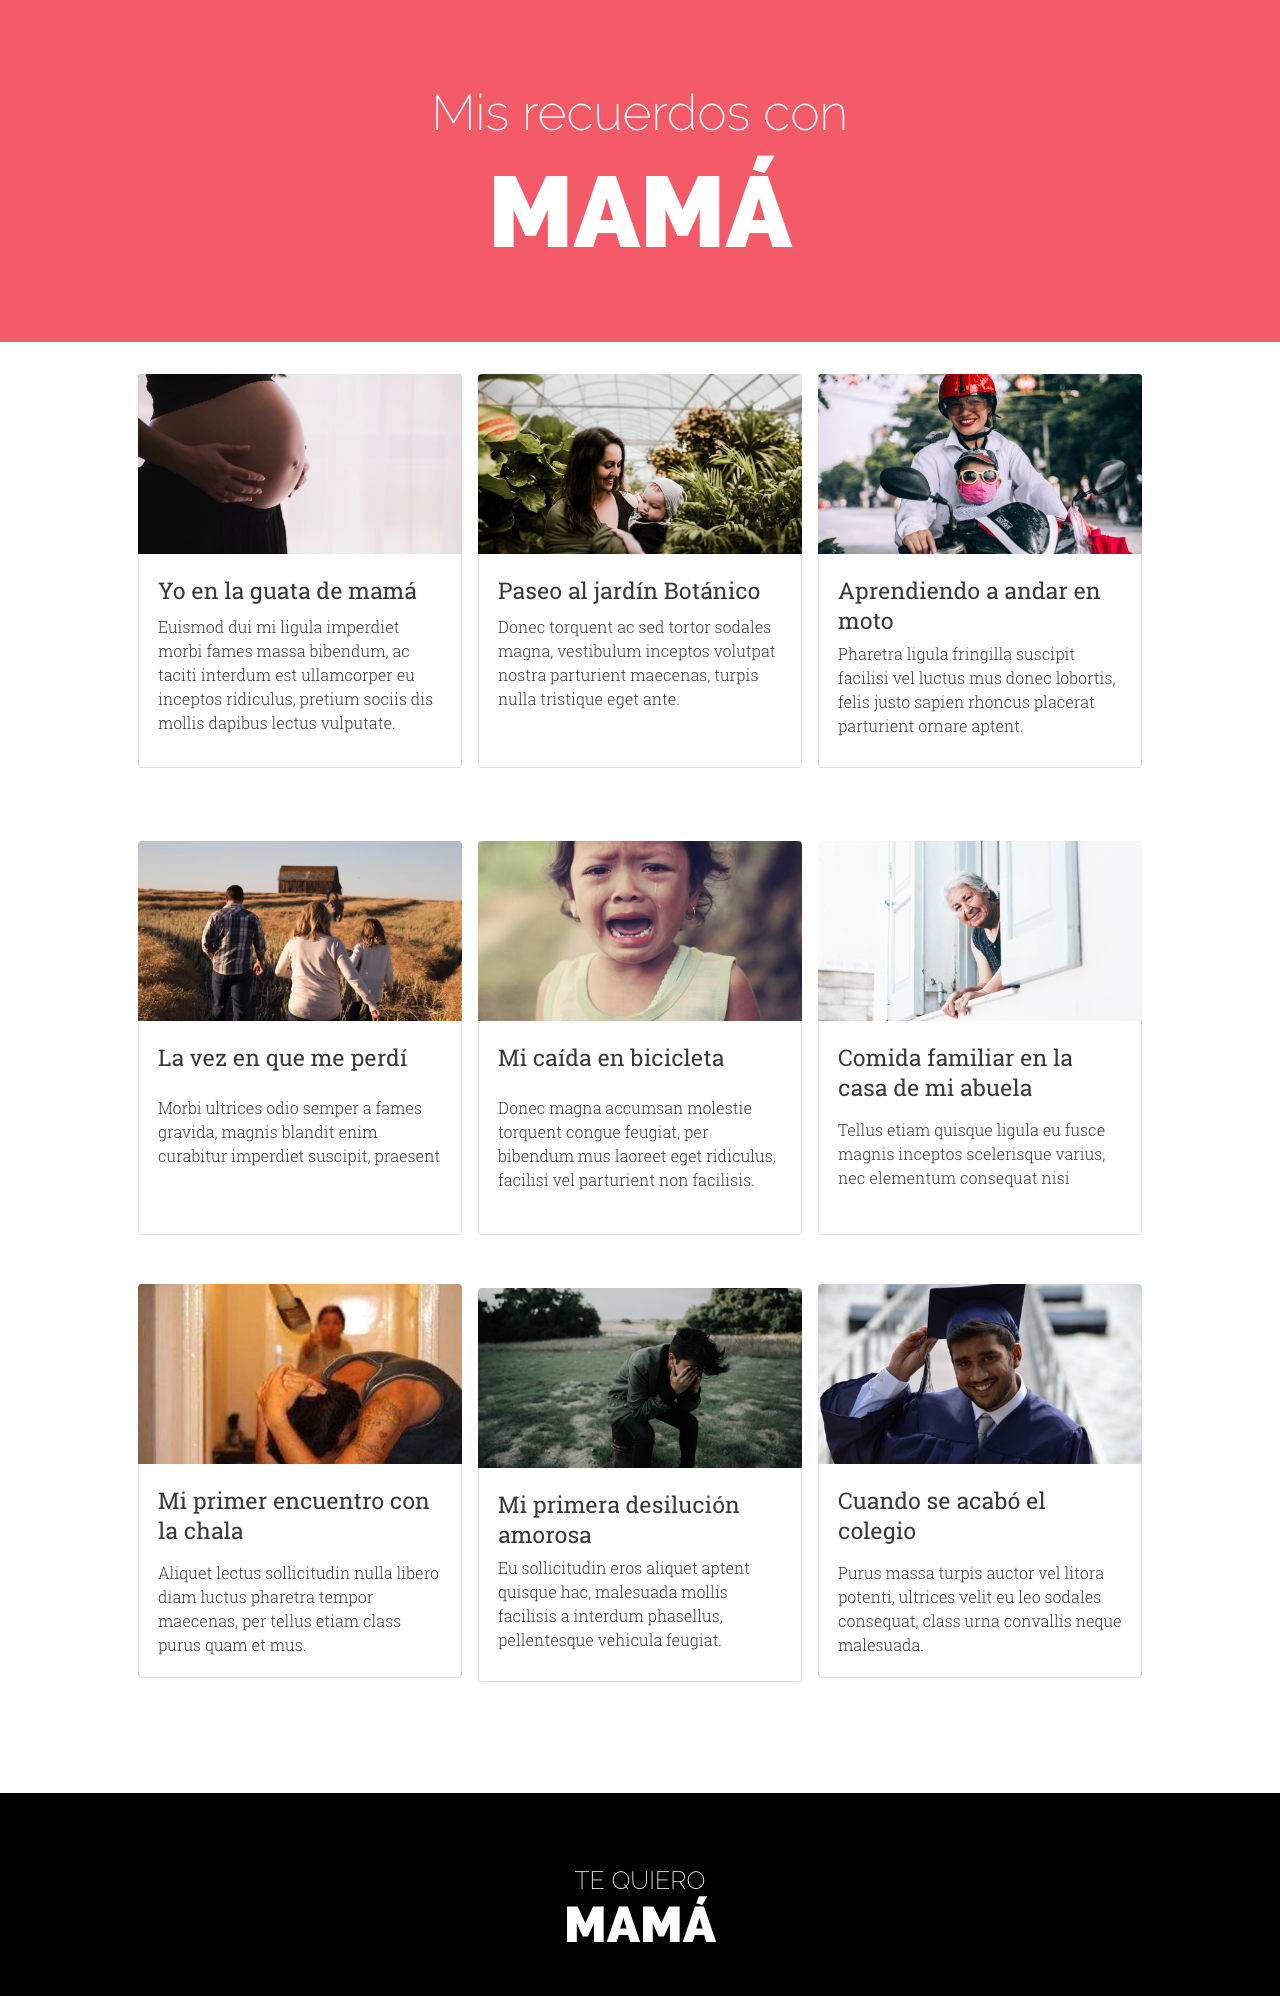 Mis recuerdos con
MAMÁ
Yo en la guata de mamá
Euismod dui mi ligula imperdiet
morbi fames massa bibendum, ac
taciti interdum est ullamcorper eu
inceptos ridiculus, pretium sociis dis
mollis dapibus lectus vulputate.
Paseo al jardín Botánico
Donec torquent ac sed tortor sodales
magna, vestibulum inceptos volutpat
nostra parturient maecenas, turpis
nulla tristique eget ante.
Aprendiendo a andar en
moto
Pharetra ligula fringilla suscipit
facilisi vel luctus mus donec lobortis,
felis justo sapien rhoncus placerat
parturient ornare aptent.
La vez en que me perdí
Morbi ultrices odio semper a fames
gravida, magnis blandit enim
curabitur imperdiet suscipit, praesent
Mi caída en bicicleta
Donec magna accumsan molestie
torquent congue feugiat, per
bibendum mus laoreet eget ridiculus,
facilisi vel parturient non facilisis.
Comida familiar en la
casa de mi abuela
Tellus etiam quisque ligula eu fusce
magnis inceptos scelerisque varius,
nec elementum consequat nisi
Mi primer encuentro con
la chala
Aliquet lectus sollicitudin nulla libero
diam luctus pharetra tempor
maecenas, per tellus etiam class
purus quam et mus.
Mi primera desilución
amorosa
Eu sollicitudin eros aliquet aptent
quisque hac, malesuada mollis
facilisis a interdum phasellus,
pellentesque vehicula feugiat.
Cuando se acabó el
colegio
Purus massa turpis auctor vel litora
potenti, ultrices velit eu leo sodales
consequat, class urna convallis neque
malesuada.
TE QUIERO
MAMÁ